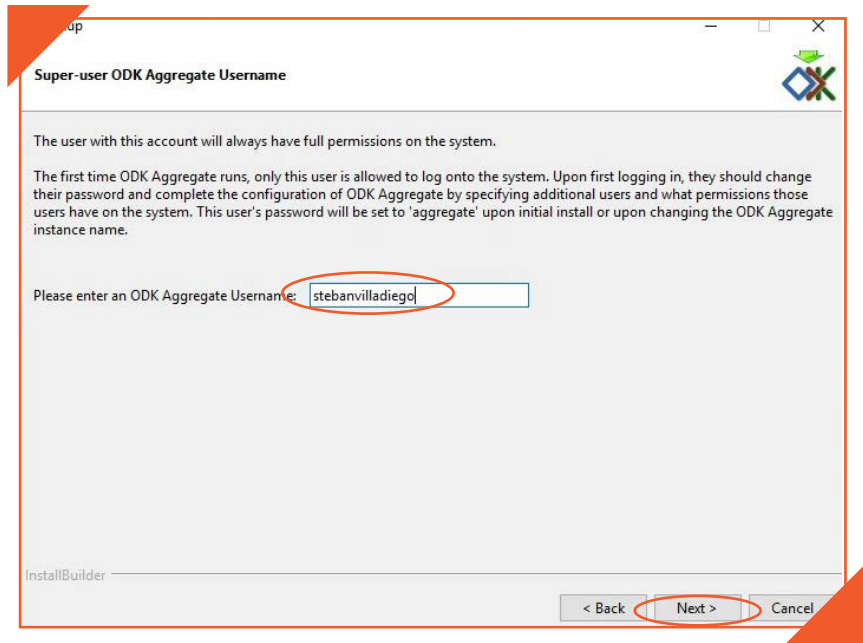 up
Super-user ODK Aggregate Username
The user with this account will always have full permissions on the system.
The first time ODK Aggregate runs, only this user is allowed to log onto the system. Upon first logging in, they should change
their password and complete the configuration of ODK Aggregate by specifying additional users and what permissions those
users have on the system. This user's password will be set to 'aggregate' upon initial install or upon changing the ODK Aggregate
instance name.
Please enter an ODK Aggregate Username: stebanvilladiego
InstallBuilder
< Back Next > Cancel